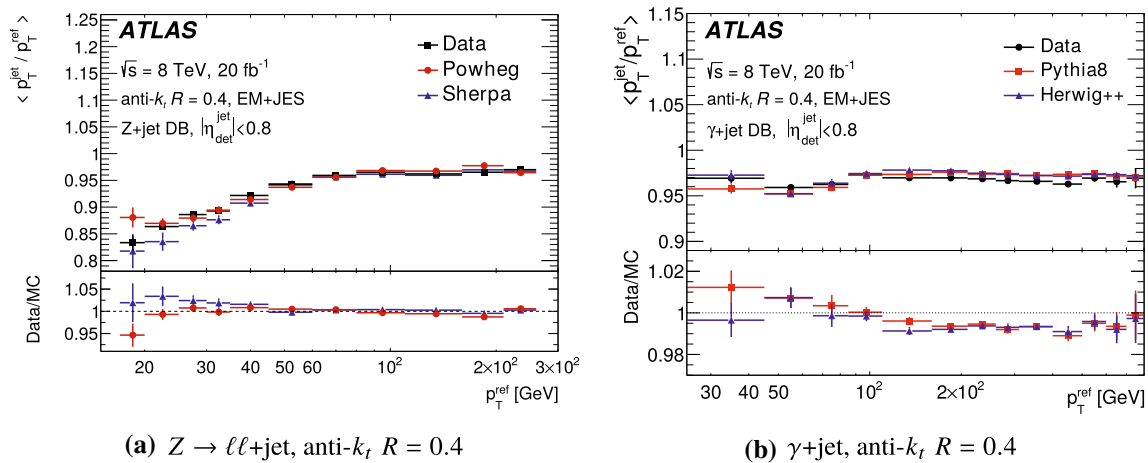 < p_T^jet / p_T^ref >
1.25
1.2
1.15
1.1
1.05
1
0.95
0.9
0.85
0.8
ATLAS
√s = 8 TeV, 20 fb⁻¹
anti-k_t R = 0.4, EM+JES
Z+jet DB, |η_det^jet|<0.8
Data
Powheg
Sherpa
Data/MC
1.05
1
0.95
20 30 40 50 60 10² 2×10² 3×10²
p_T^ref [GeV]
(a) Z → ℓℓ+jet, anti-k_t R = 0.4
<p_T^jet/p_T^ref>
1.15
1.1
1.05
1
0.95
0.9
ATLAS
√s = 8 TeV, 20 fb⁻¹
anti-k_t R = 0.4, EM+JES
γ+jet DB, |η_det^jet|<0.8
Data
Pythia8
Herwig++
Data/MC
1.02
1
0.98
30 40 50 10² 2×10²
p_T^ref [GeV]
(b) γ+jet, anti-k_t R = 0.4